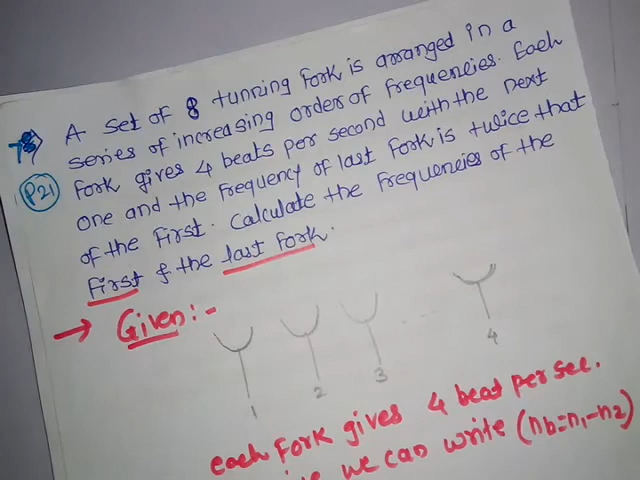 A set of 8 tunning Fork is arranged in a
series of increasing order of Frequencies. Each
Fork gives 4 beats per second with the next
P21
one and the Frequency of last Fork is twice that
of the First. Calculate the Frequencies of the
First & the last Fork.
→ Given:-
1 2 3 ... 4
each Fork gives 4 beat per sec.
we can write (nb=n1-n2)